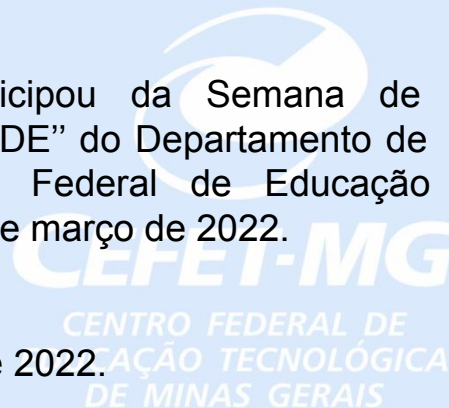 icipou da Semana de
DE’’ do Departamento de
Federal de Educação
e março de 2022.
CEFET-MG
CENTRO FEDERAL DE
EDUCAÇÃO TECNOLÓGICA
DE MINAS GERAIS
e 2022.